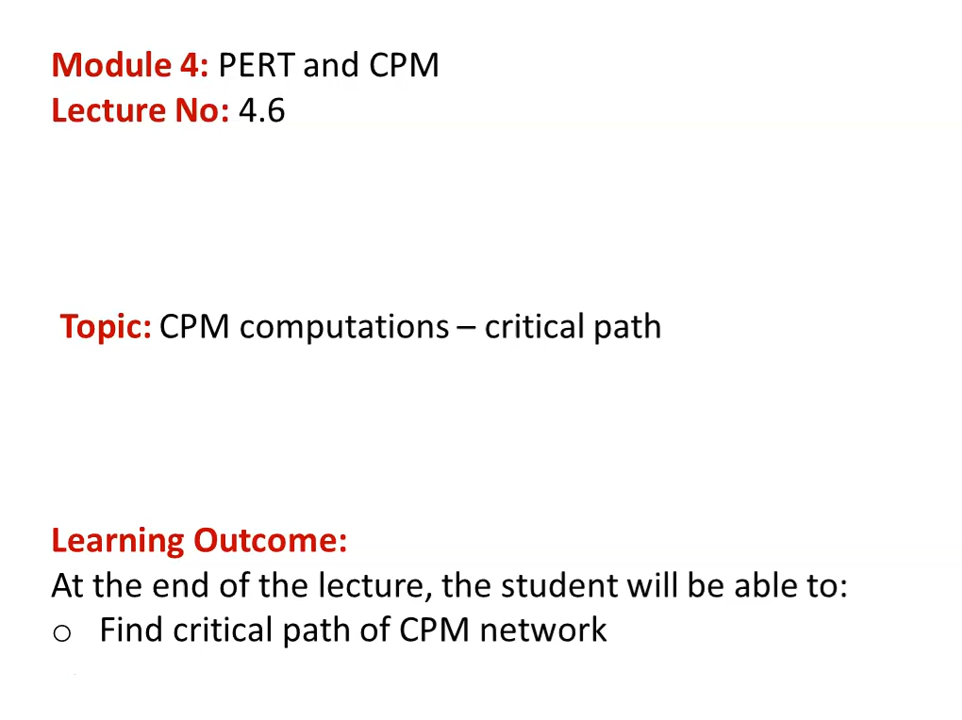 Module 4: PERT and CPM
Lecture No: 4.6
Topic: CPM computations – critical path
Learning Outcome:
At the end of the lecture, the student will be able to:
o Find critical path of CPM network